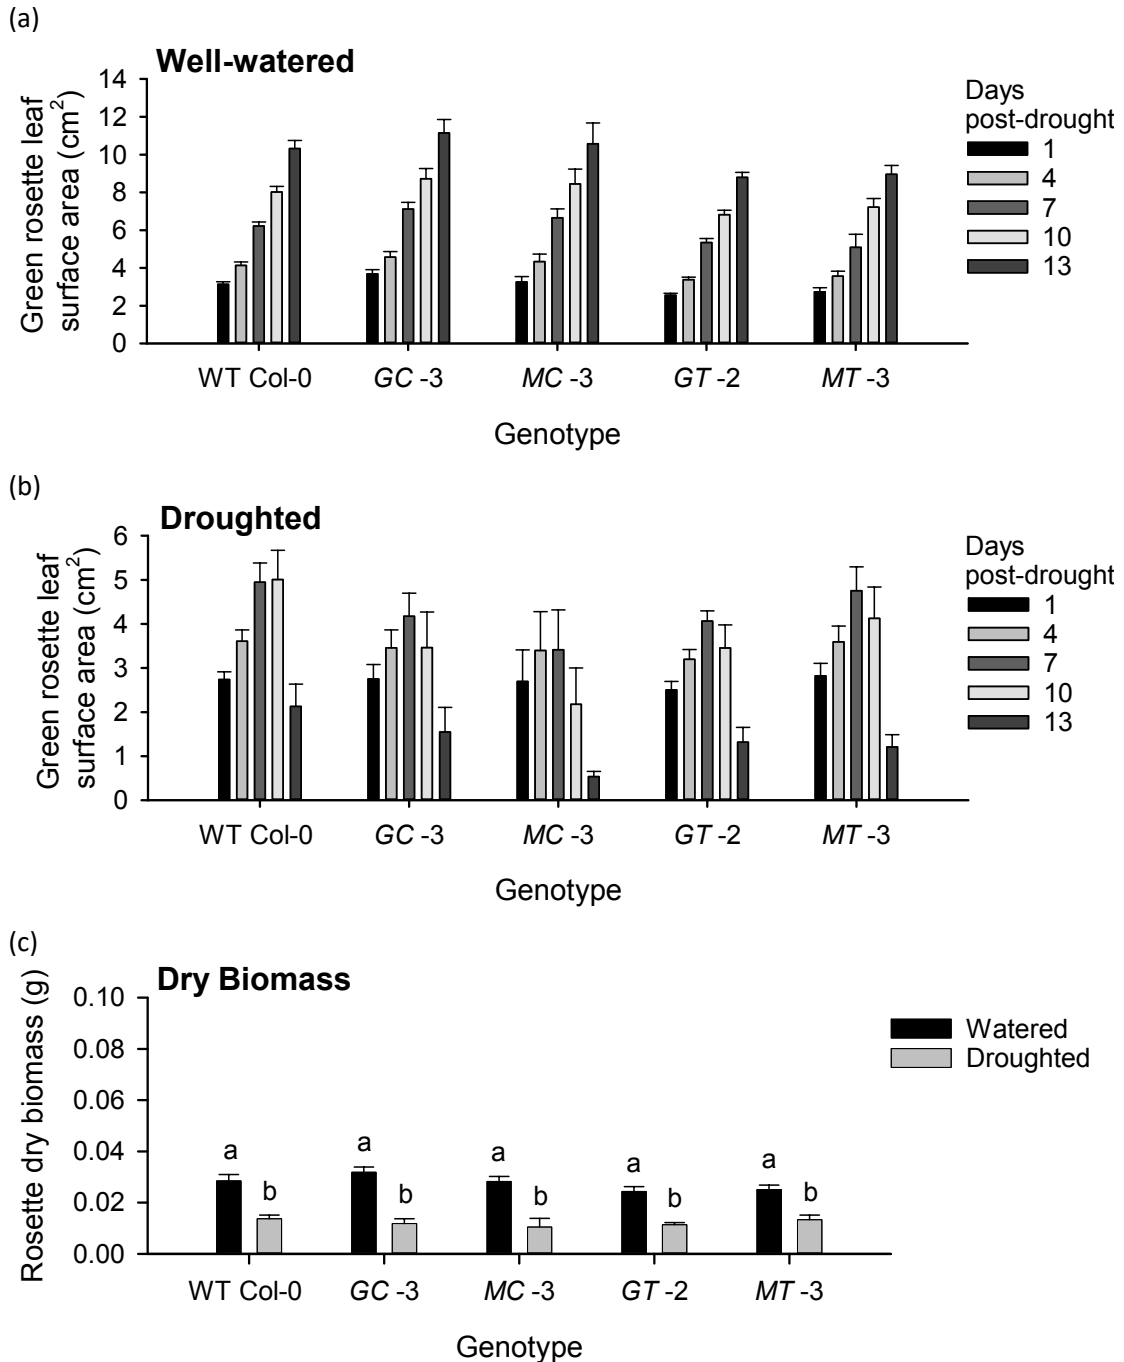 (a)
Well-watered
Green rosette leaf
surface area (cm²)
14
12
10
8
6
4
2
0
WT Col-0 GC -3 MC -3 GT -2 MT -3
Genotype
Days
post-drought
1
4
7
10
13
(b)
Droughted
Green rosette leaf
surface area (cm²)
6
5
4
3
2
1
0
WT Col-0 GC -3 MC -3 GT -2 MT -3
Genotype
Days
post-drought
1
4
7
10
13
(c)
Dry Biomass
Rosette dry biomass (g)
0.10
0.08
0.06
0.04
0.02
0.00
a b a b a b a b a b
WT Col-0 GC -3 MC -3 GT -2 MT -3
Genotype
Watered
Droughted